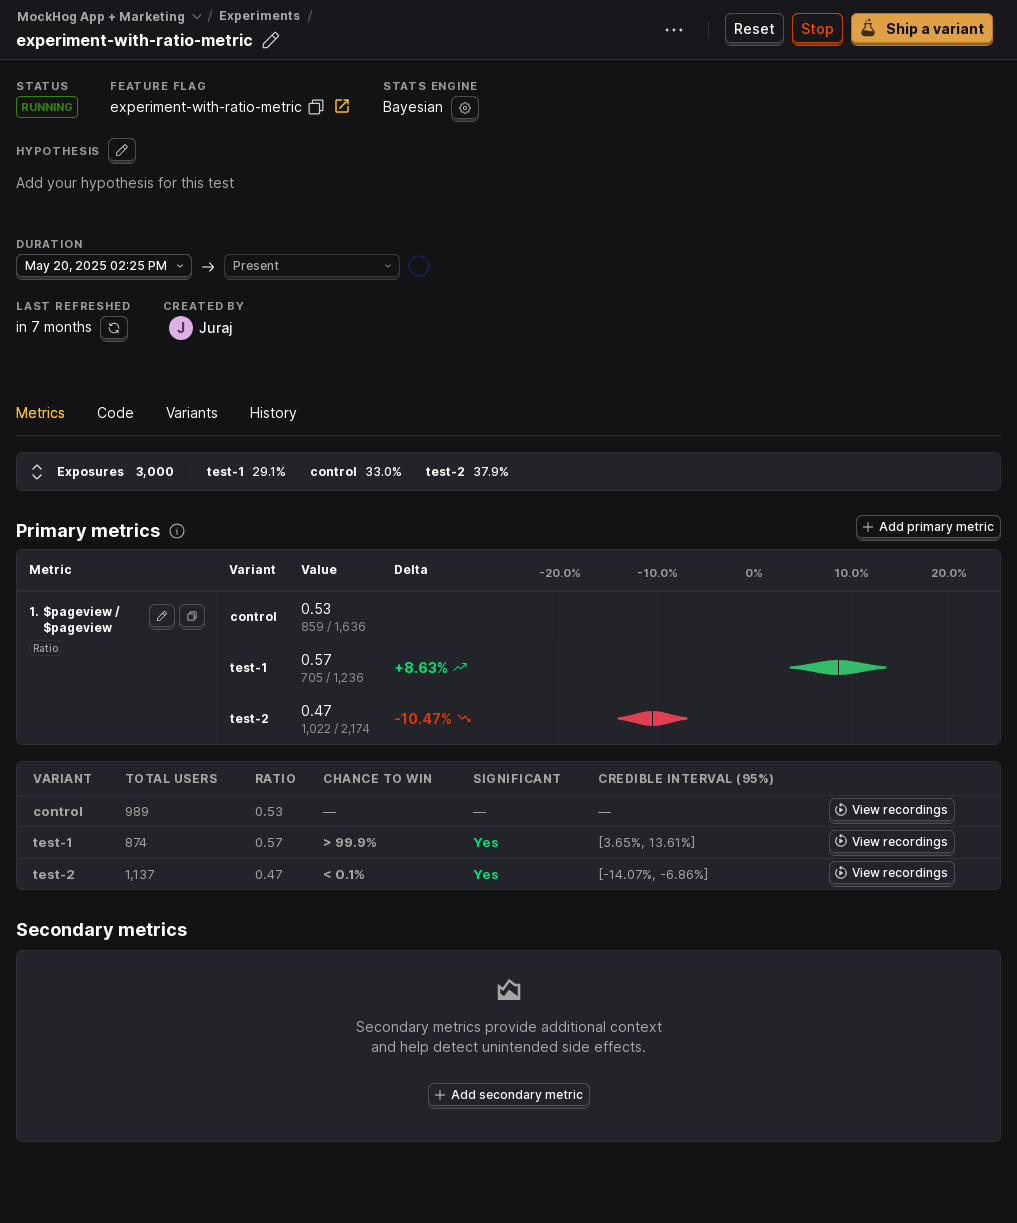 MockHog App + Marketing / Experiments /
experiment-with-ratio-metric
Reset Stop Ship a variant
STATUS FEATURE FLAG STATS ENGINE
RUNNING experiment-with-ratio-metric Bayesian
HYPOTHESIS
Add your hypothesis for this test
DURATION
May 20, 2025 02:25 PM → Present
LAST REFRESHED CREATED BY
in 7 months J Juraj
Metrics Code Variants History
Exposures 3,000 test-1 29.1% control 33.0% test-2 37.9%
Primary metrics
+ Add primary metric
Metric Variant Value Delta -20.0% -10.0% 0% 10.0% 20.0%
1. $pageview /
$pageview
Ratio
control 0.53
859 / 1,636
test-1 0.57 +8.63%
705 / 1,236
test-2 0.47 -10.47%
1,022 / 2,174
VARIANT TOTAL USERS RATIO CHANCE TO WIN SIGNIFICANT CREDIBLE INTERVAL (95%)
control 989 0.53 — — — View recordings
test-1 874 0.57 > 99.9% Yes [3.65%, 13.61%] View recordings
test-2 1,137 0.47 < 0.1% Yes [-14.07%, -6.86%] View recordings
Secondary metrics
Secondary metrics provide additional context
and help detect unintended side effects.
+ Add secondary metric